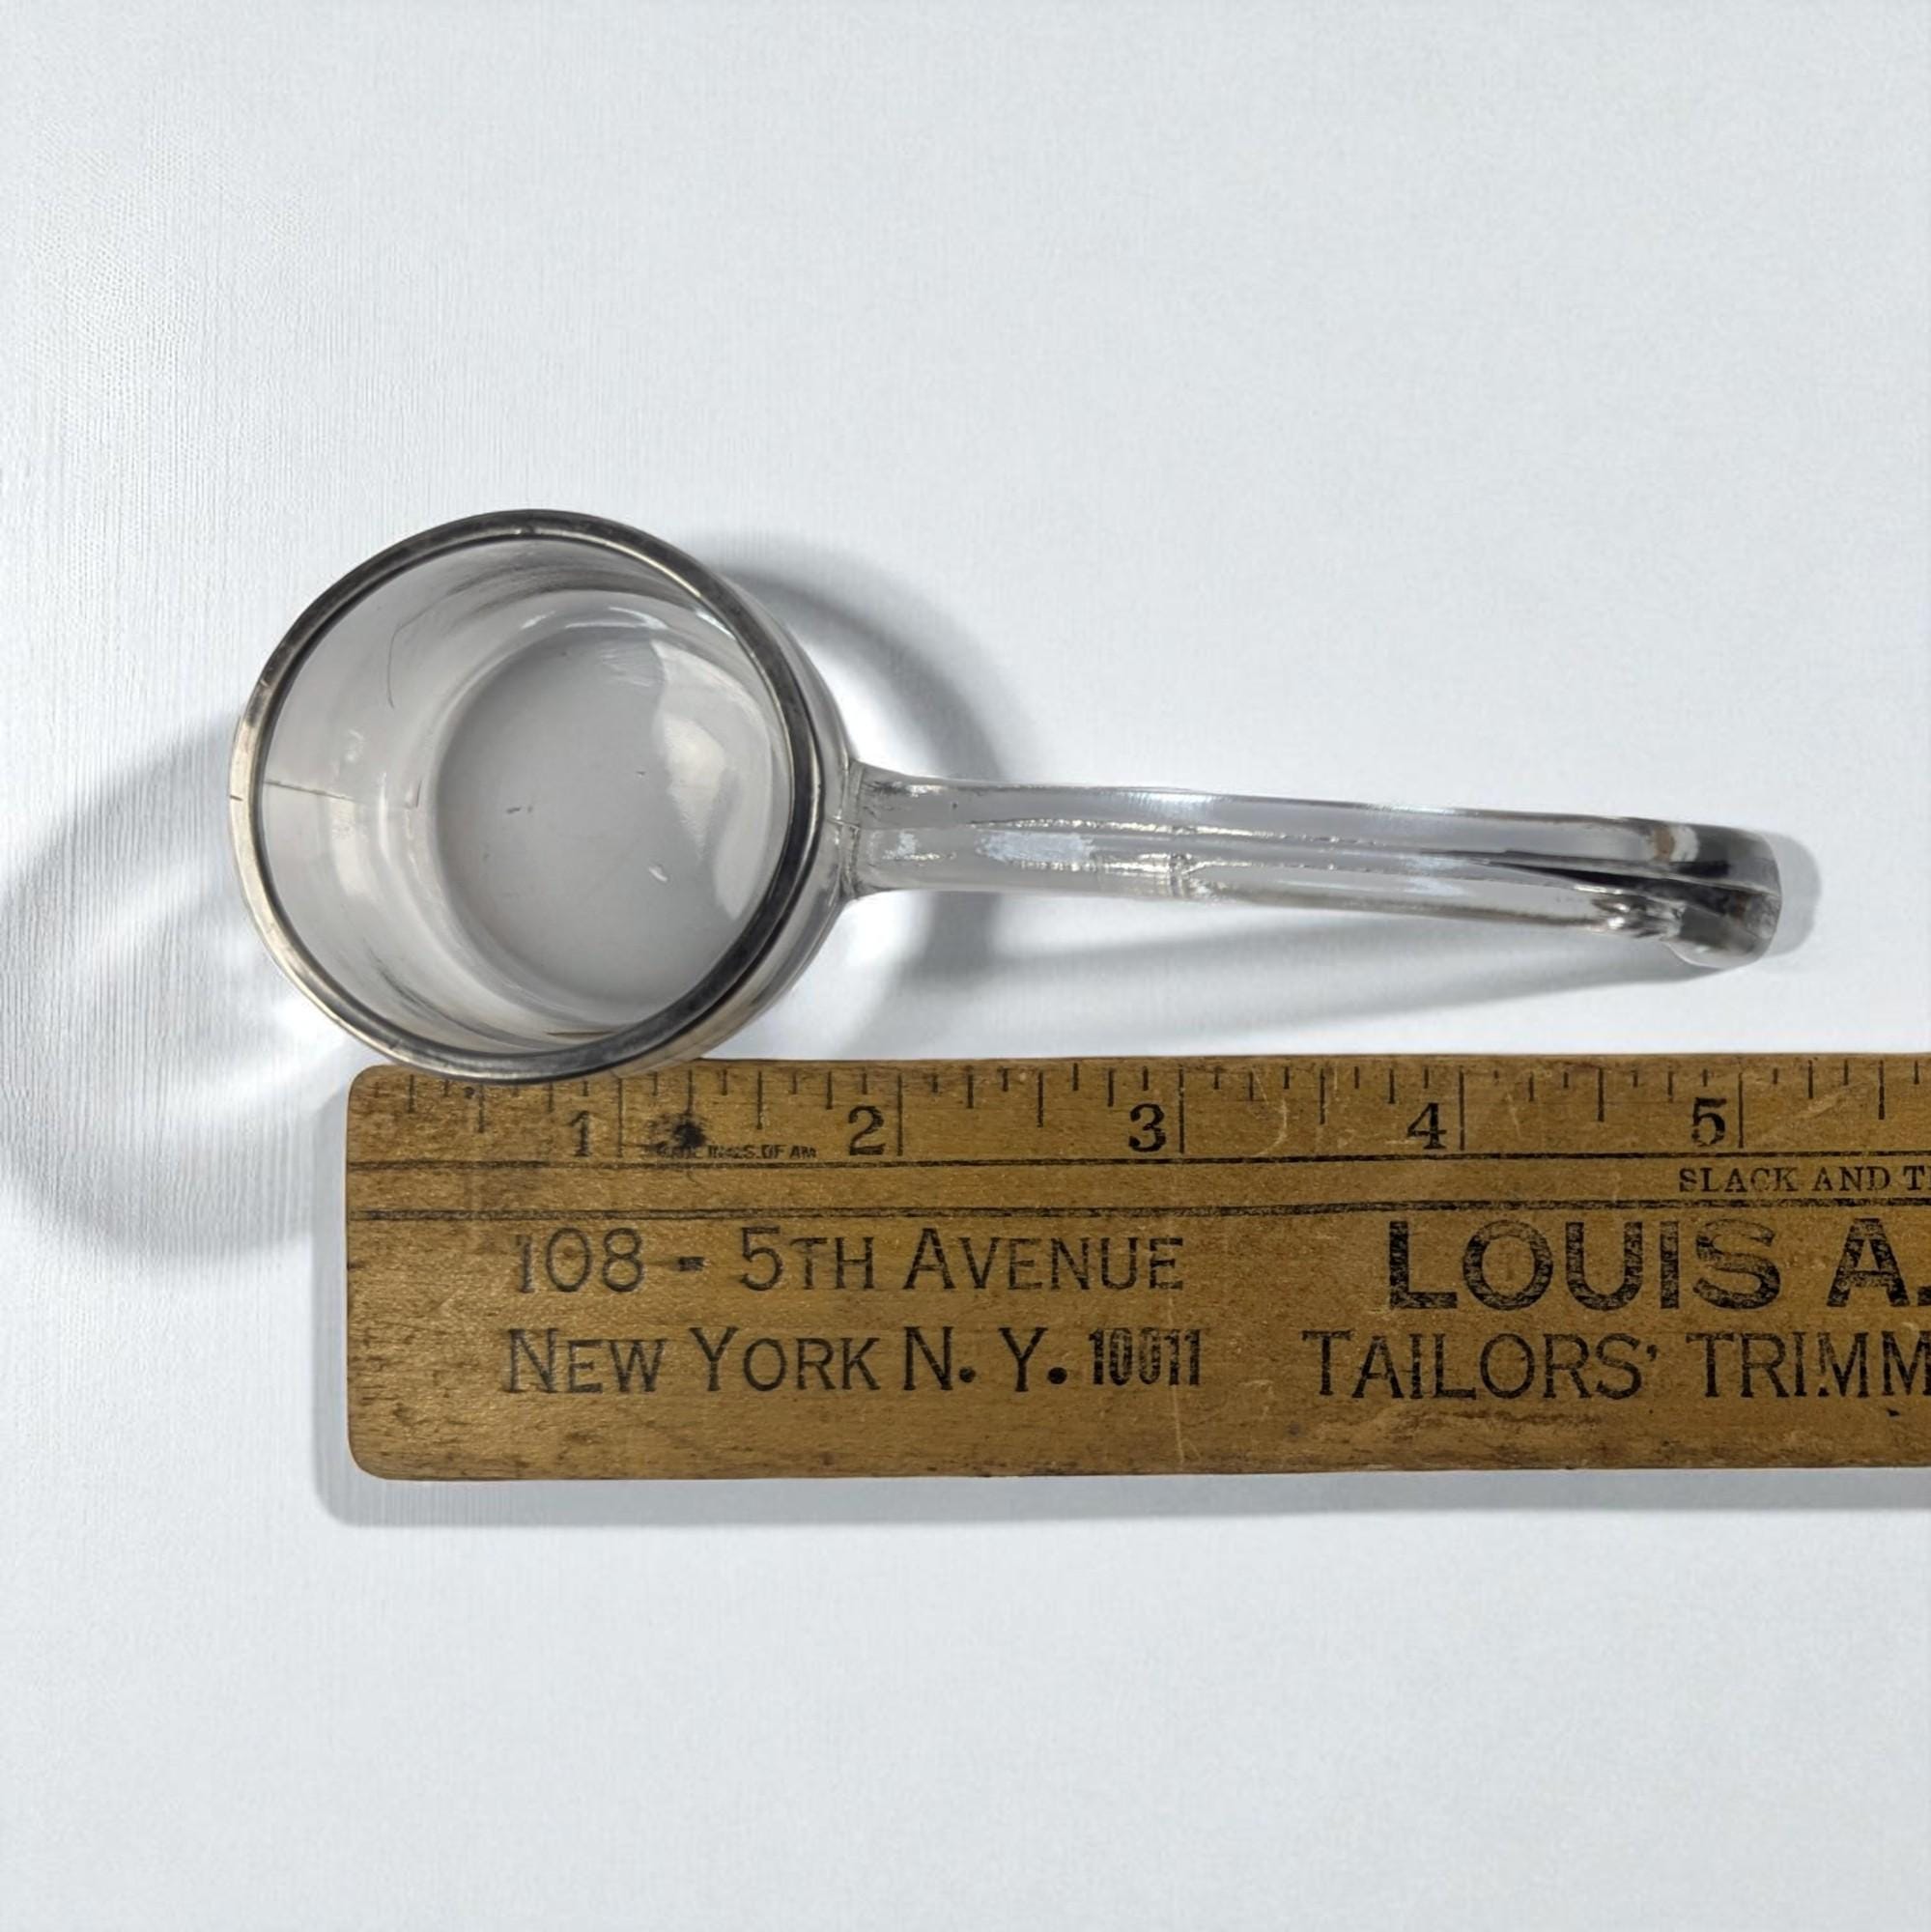 1 2 3 4 5
SLACK AND T
108 - 5TH AVENUE
NEW YORK N. Y. 10011
LOUIS A.
TAILORS' TRIMM